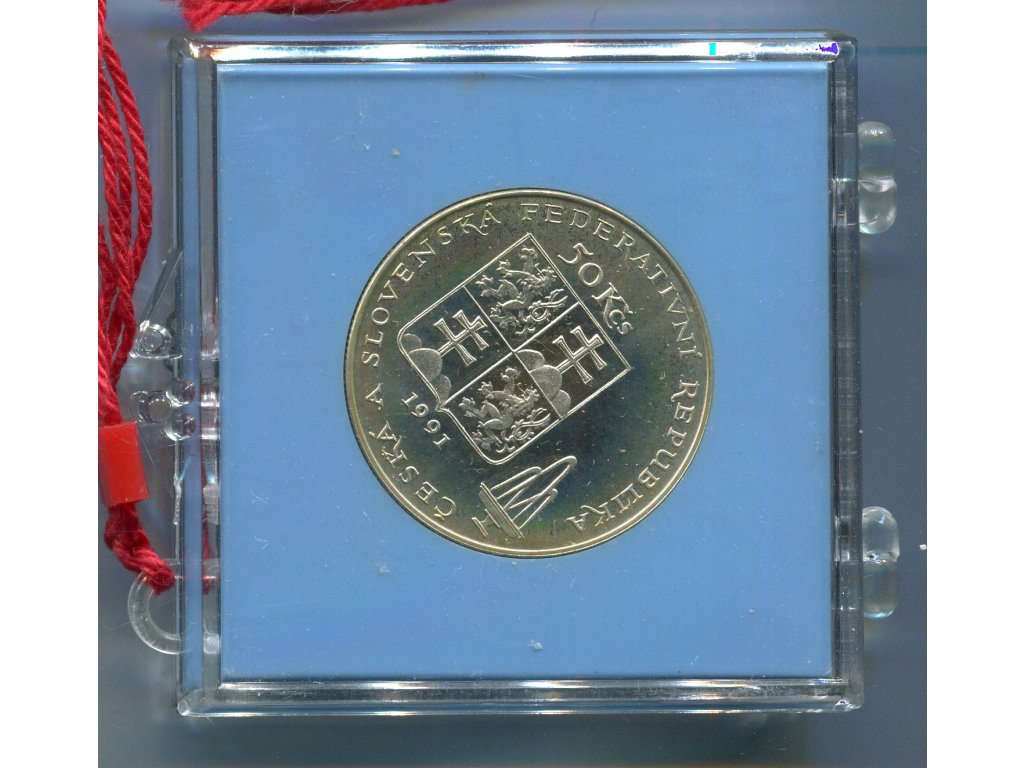 ČESKÁ A SLOVENSKÁ FEDERATIVNÍ REPUBLIKA
50 Kčs
1991